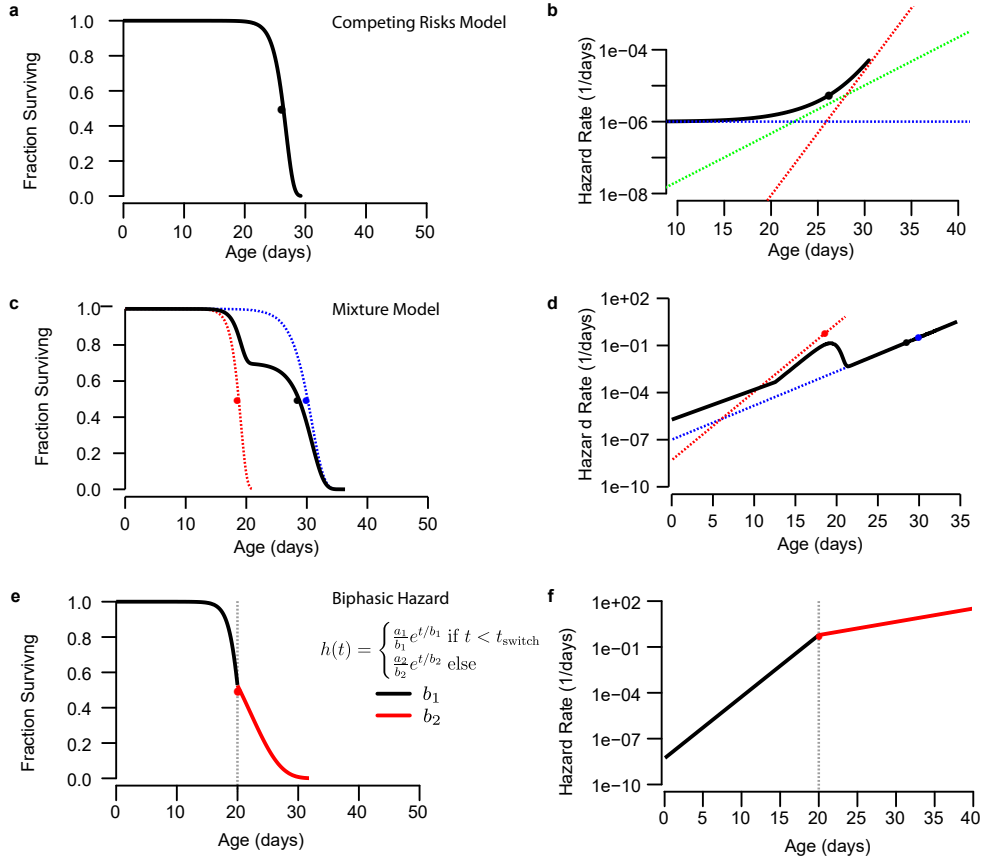 a
Competing Risks Model
Fraction Survivng
1.0
0.8
0.6
0.4
0.2
0.0
0 10 20 30 40 50
Age (days)
b
Hazard Rate (1/days)
1e−04
1e−06
1e−08
10 15 20 25 30 35 40
Age (days)
c
Mixture Model
Fraction Survivng
1.0
0.8
0.6
0.4
0.2
0.0
0 10 20 30 40 50
Age (days)
d
Hazar d Rate (1/days)
1e+02
1e−01
1e−04
1e−07
1e−10
0 5 10 15 20 25 30 35
Age (days)
e
Biphasic Hazard
Fraction Survivng
1.0
0.8
0.6
0.4
0.2
0.0
h(t) = { a₁/b₁ e^{t/b₁} if t < t_switch
a₂/b₂ e^{t/b₂} else
b₁
b₂
0 10 20 30 40 50
Age (days)
f
Hazard Rate (1/days)
1e+02
1e−01
1e−04
1e−07
1e−10
0 5 10 15 20 25 30 35 40
Age (days)